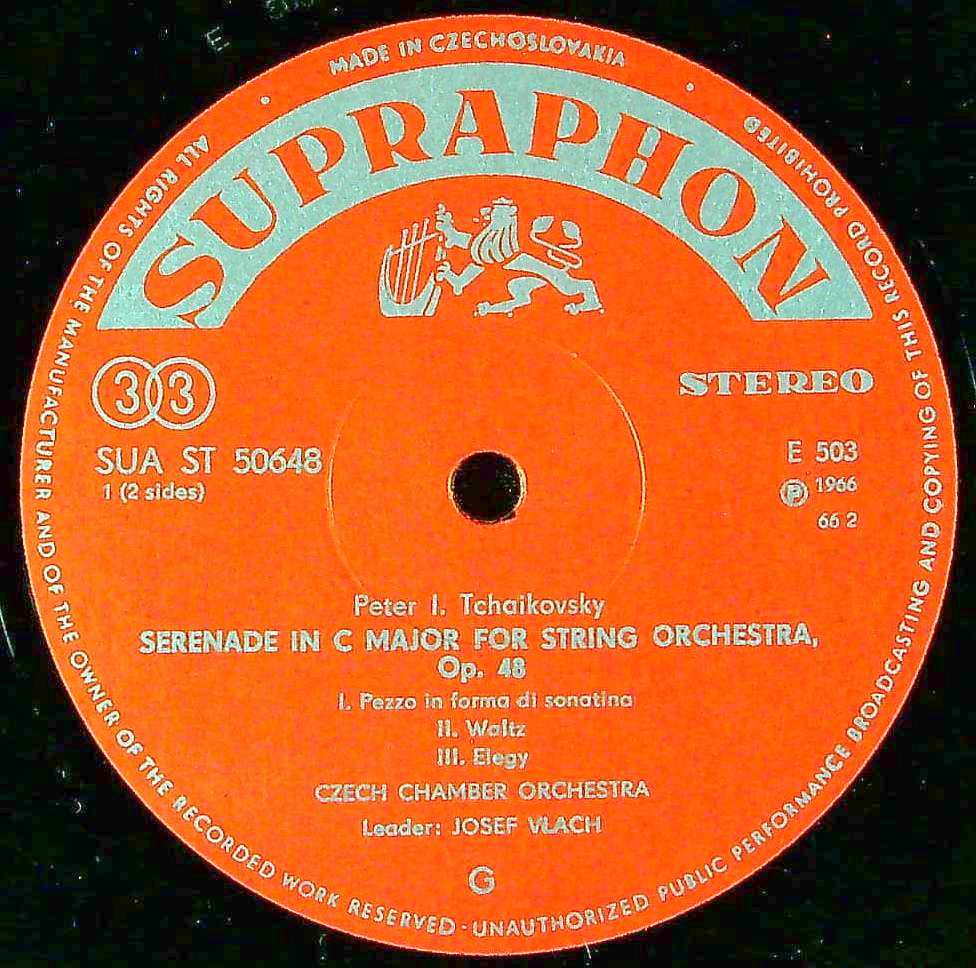 MADE IN CZECHOSLOVAKIA
SUPRAPHON
33
STEREO
SUA ST 50648
1 (2 sides)
E 503
Ⓟ 1966
66 2
Peter I. Tchaikovsky
SERENADE IN C MAJOR FOR STRING ORCHESTRA,
Op. 48
I. Pezzo in forma di sonatina
II. Waltz
III. Elegy
CZECH CHAMBER ORCHESTRA
Leader: JOSEF VLACH
G
ALL RIGHTS OF THE MANUFACTURER AND OF THE OWNER OF THE RECORDED WORK RESERVED · UNAUTHORIZED PUBLIC PERFORMANCE BROADCASTING AND COPYING OF THIS RECORD PROHIBITED